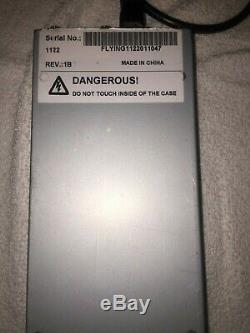 Serial No.:
1122 FLYING1122011047
REV.:1B MADE IN CHINA
DANGEROUS!
DO NOT TOUCH INSIDE OF THE CASE